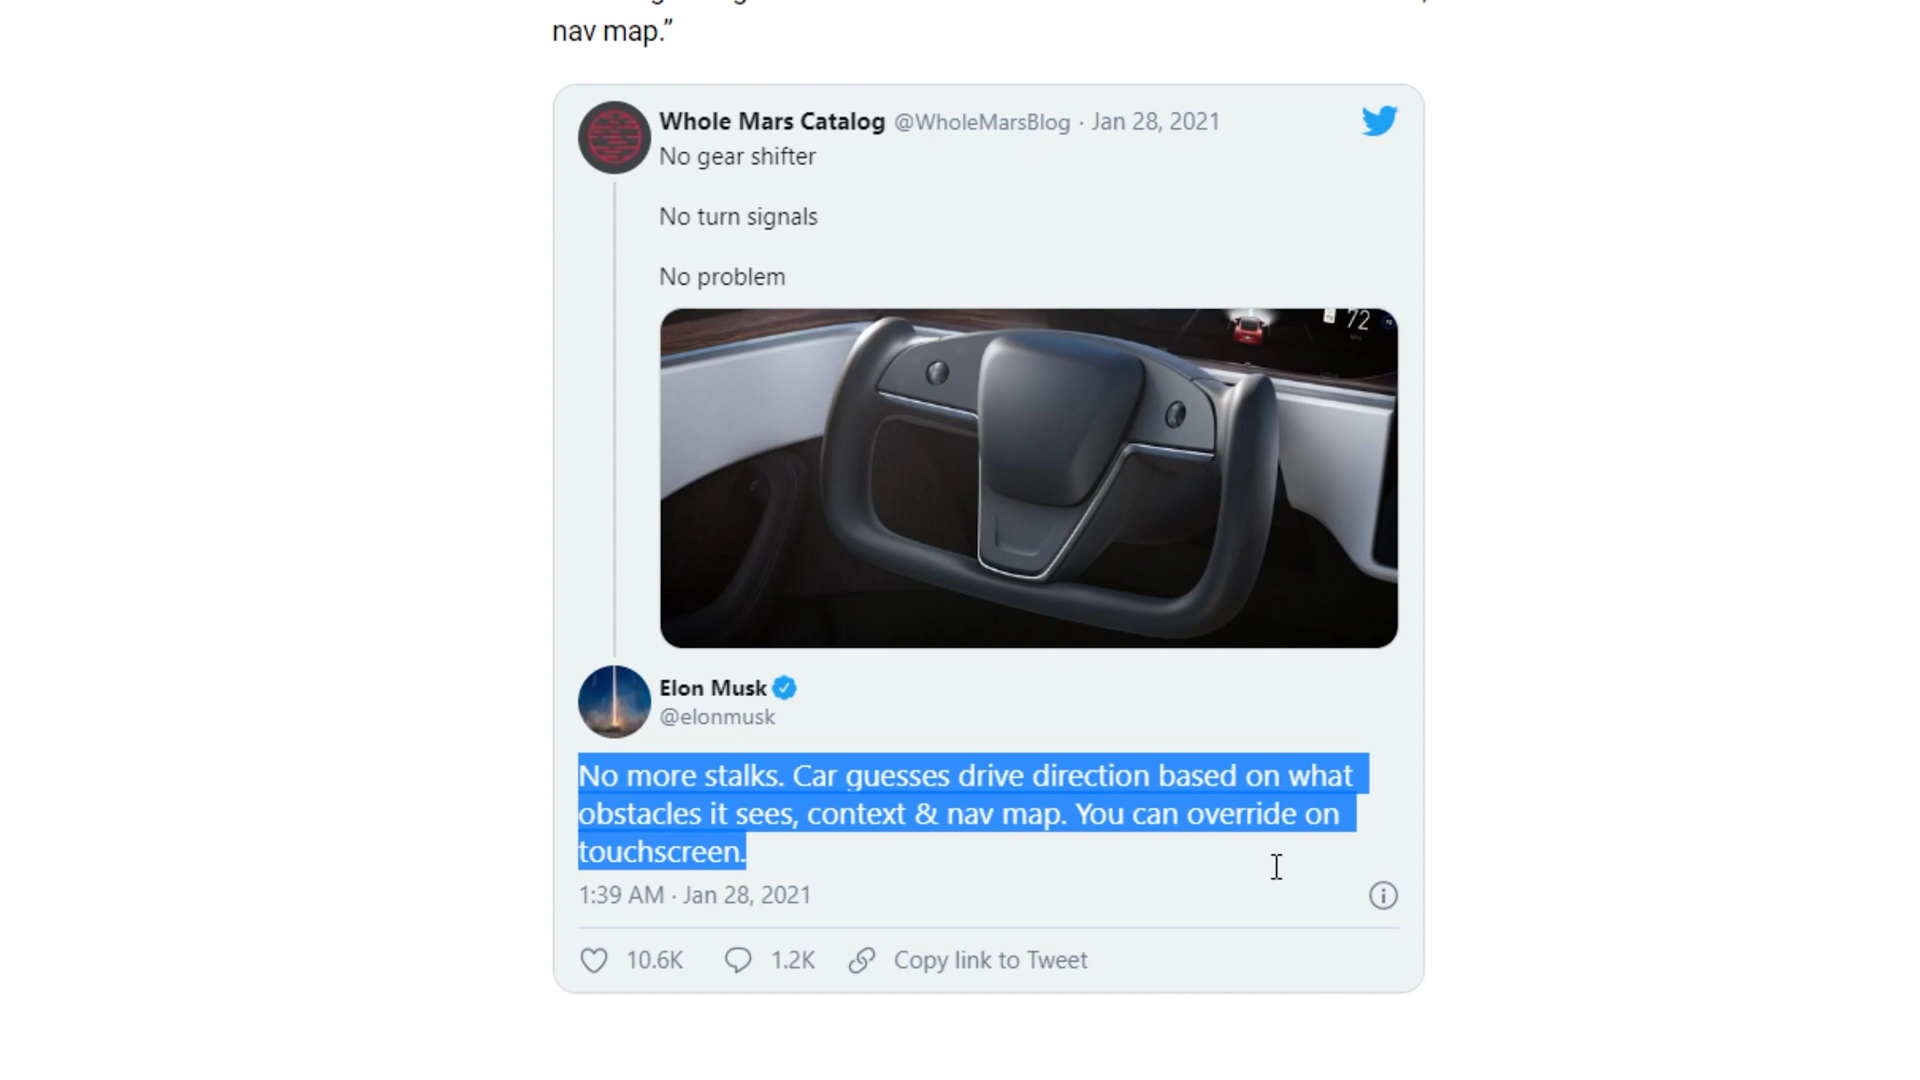 nav map.”
Whole Mars Catalog @WholeMarsBlog · Jan 28, 2021
No gear shifter
No turn signals
No problem
72
Elon Musk
@elonmusk
No more stalks. Car guesses drive direction based on what
obstacles it sees, context & nav map. You can override on
touchscreen.
1:39 AM · Jan 28, 2021
10.6K 1.2K Copy link to Tweet